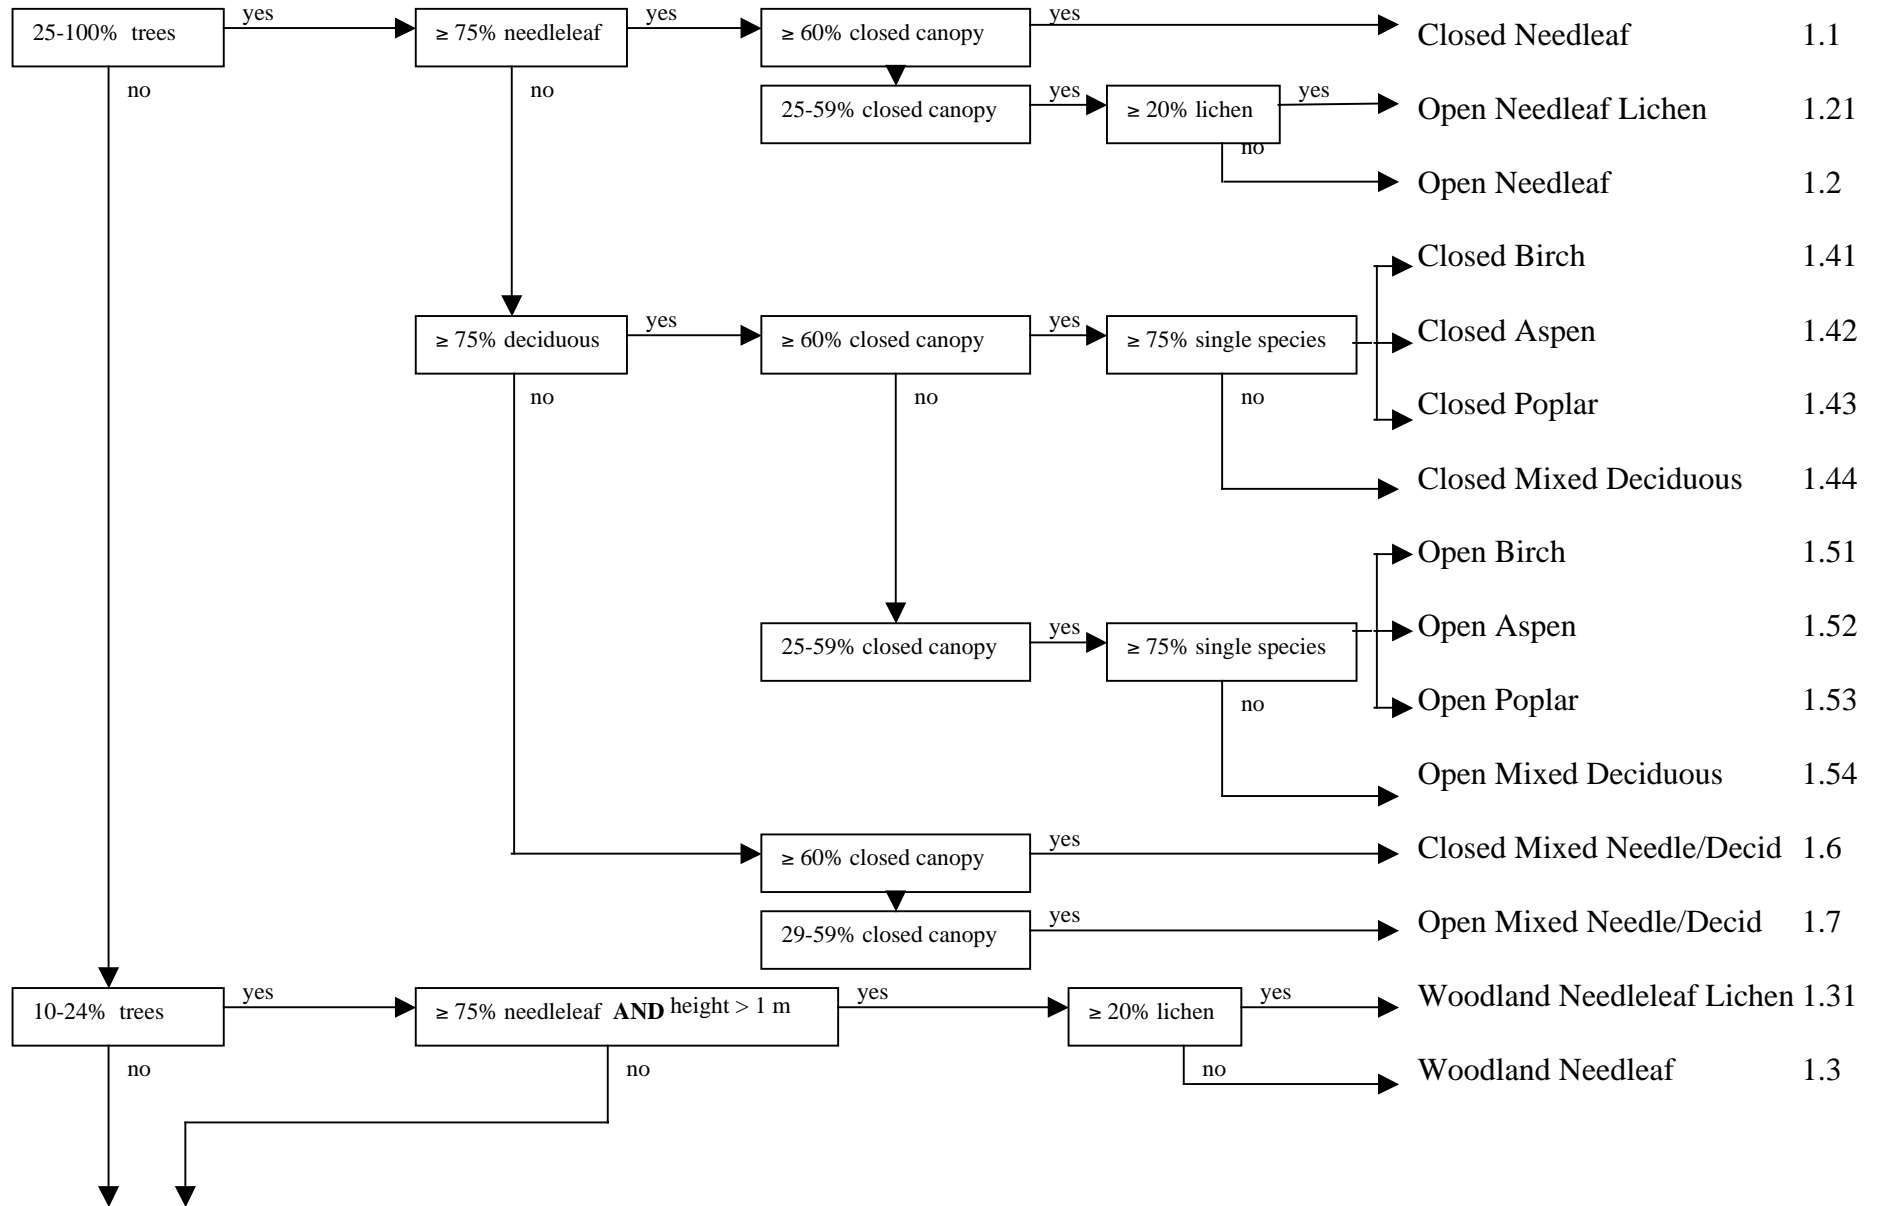 25-100% trees yes ≥ 75% needleleaf yes ≥ 60% closed canopy yes Closed Needleaf 1.1
no no 25-59% closed canopy yes ≥ 20% lichen yes Open Needleaf Lichen 1.21
no
Open Needleaf 1.2
Closed Birch 1.41
≥ 75% deciduous yes ≥ 60% closed canopy yes ≥ 75% single species Closed Aspen 1.42
no no no Closed Poplar 1.43
Closed Mixed Deciduous 1.44
Open Birch 1.51
25-59% closed canopy yes ≥ 75% single species Open Aspen 1.52
no Open Poplar 1.53
Open Mixed Deciduous 1.54
≥ 60% closed canopy yes Closed Mixed Needle/Decid 1.6
29-59% closed canopy yes Open Mixed Needle/Decid 1.7
10-24% trees yes ≥ 75% needleleaf AND height > 1 m yes ≥ 20% lichen yes Woodland Needleleaf Lichen 1.31
no no no Woodland Needleaf 1.3